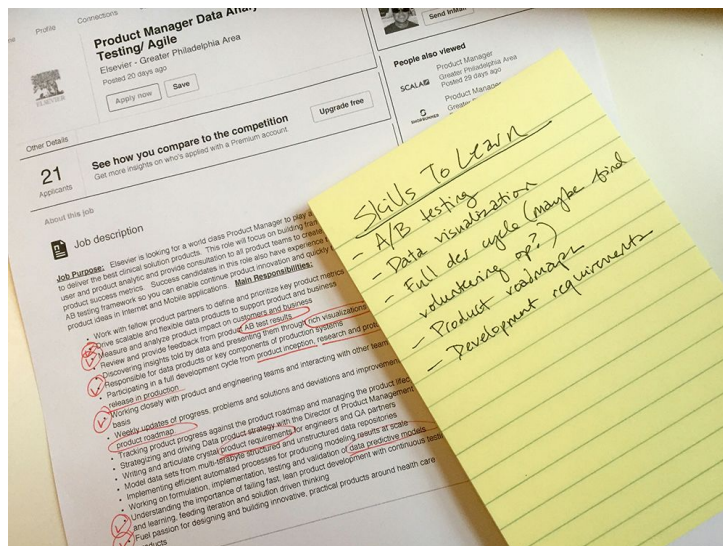 me
Profile
Connections
Product Manager Data Analy
Testing/ Agile
Elsevier - Greater Philadelphia Area
Posted 20 days ago
Apply now
Save
ELSEVIER
Send InMail
People also viewed
SCALA
Product Manager
Greater Philadelphia Area
Posted 29 days ago
SHOPRUNNER
Product Manager
Other Details
21
Applicants
See how you compare to the competition
Get more insights on who's applied with a Premium account.
Upgrade free
About this job
Job description
Job Purpose: Elsevier is looking for a world class Product Manager to play a
to deliver the best clinical solution products. This role will focus on building fram
user and product analytic and provide consultation to all product teams to create
product success metrics. Success candidates in this role also have experience
AB testing framework so you can enable continue product innovation and quickly
product ideas in Internet and Mobile applications. Main Responsibilities:
• Work with fellow product partners to define and prioritize key product metrics
• Drive scalable and flexible data products to support product and business
• Measure and analyze product impact on customers and business
• Review and provide feedback from product AB test results
• Discovering insights told by data and presenting them through rich visualizations
• Responsible for data products or key components of production systems
• Participating in a full development cycle from product inception, research and prot
release in production
• Working closely with product and engineering teams and interacting with other team
basis
• Weekly updates of progress, problems and solutions and deviations and improvement
product roadmap
• Tracking product progress against the product roadmap and managing the product lifec
• Strategizing and driving Data product strategy with the Director of Product Management
• Writing and articulate crystal product requirements for engineers and QA partners
• Model data sets from multi-terabyte structured and unstructured data repositories
• Implementing efficient automated processes for producing modeling results at scale
• Working on formulation, implementation, testing and validation of data predictive models
• Understanding the importance of failing fast, lean product development with continuous testi
and learning, feeding iteration and solution driven thinking
• Fuel passion for designing and building innovative, practical products around health care
products
Skills To Learn
- A/B testing
- Data visualization
- Full dev cycle (maybe find
volunteering op?)
- Product roadmaps
- Development requirements